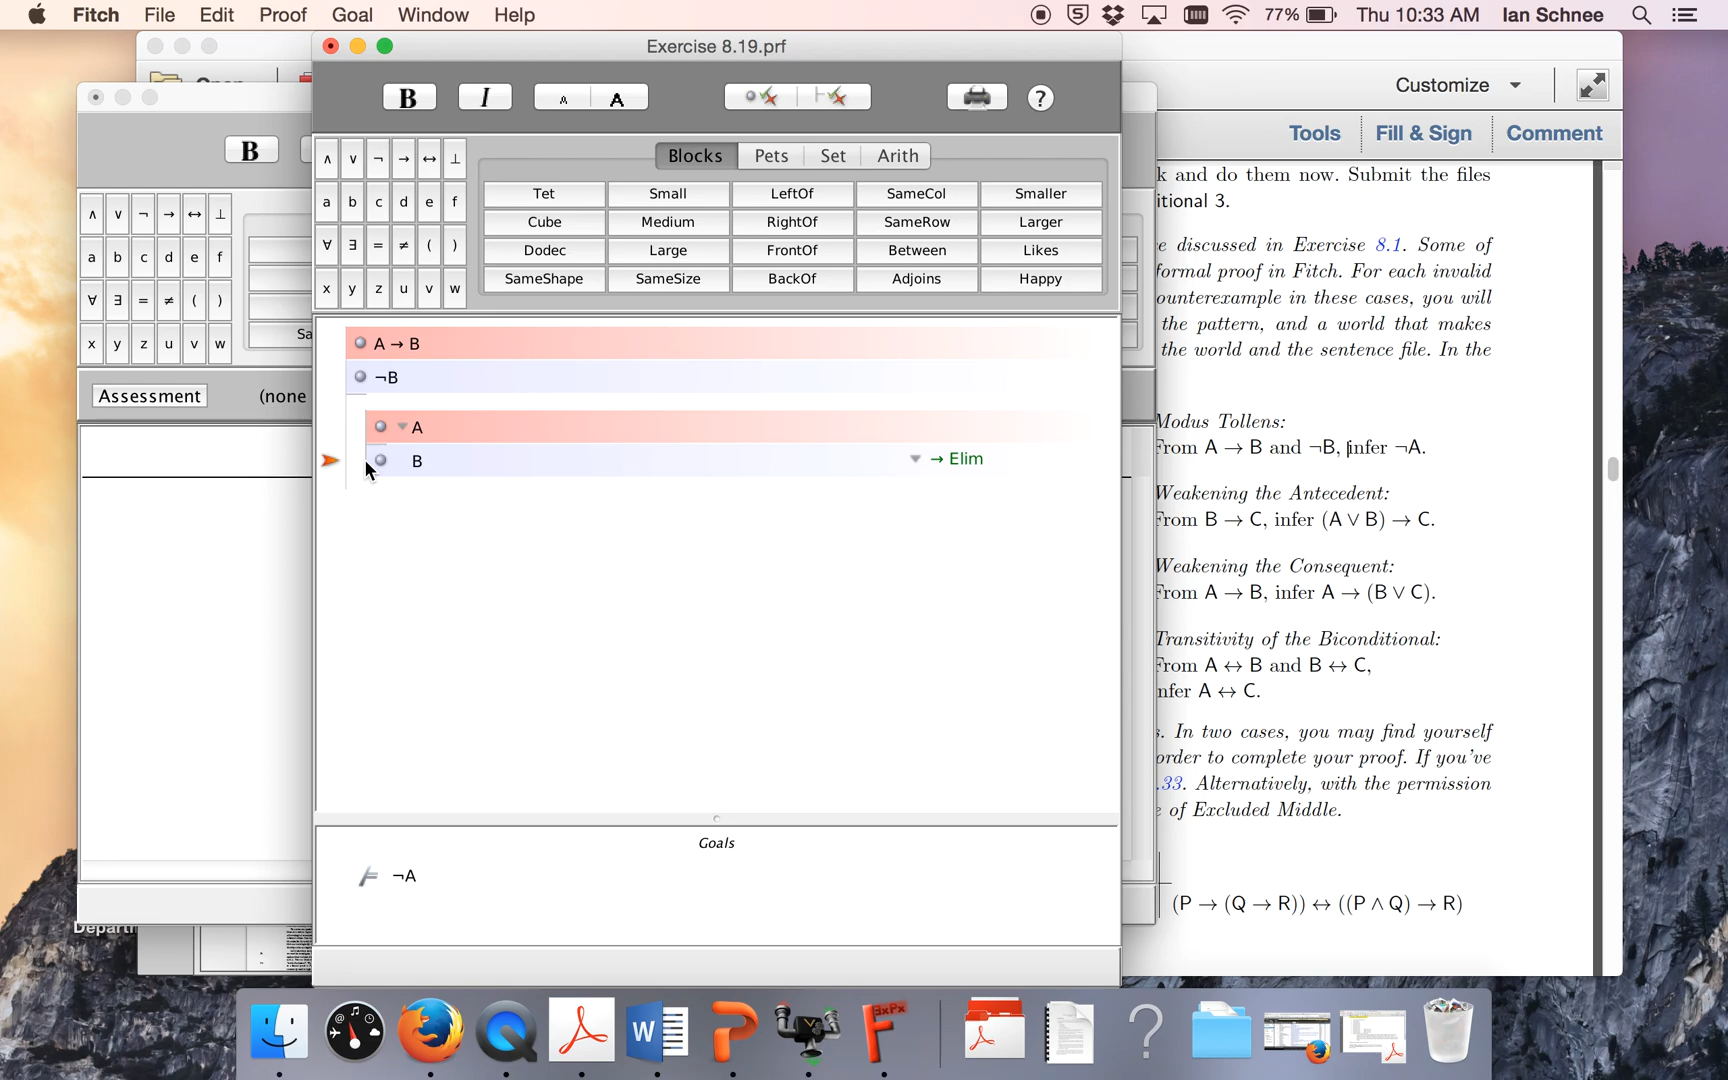 Fitch File Edit Proof Goal Window Help 77% Thu 10:33 AM Ian Schnee
Exercise 8.19.prf
Customize
B I A A ?
Tools Fill & Sign Comment
B
∧ ∨ ¬ → ↔ ⊥
a b c d e f
∀ ∃ = ≠ ( )
x y z u v w
Blocks Pets Set Arith
Tet Small LeftOf SameCol Smaller
Cube Medium RightOf SameRow Larger
Dodec Large FrontOf Between Likes
SameShape SameSize BackOf Adjoins Happy
∧ ∨ ¬ → ↔ ⊥
a b c d e f
∀ ∃ = ≠ ( )
x y z u v w
Sa
Assessment (none
A → B
¬B
A
B → Elim
Goals
¬A
k and do them now. Submit the files
itional 3.
e discussed in Exercise 8.1. Some of
formal proof in Fitch. For each invalid
ounterexample in these cases, you will
the pattern, and a world that makes
the world and the sentence file. In the
Modus Tollens:
From A → B and ¬B, infer ¬A.
Weakening the Antecedent:
From B → C, infer (A ∨ B) → C.
Weakening the Consequent:
From A → B, infer A → (B ∨ C).
Transitivity of the Biconditional:
From A ↔ B and B ↔ C,
nfer A ↔ C.
s. In two cases, you may find yourself
order to complete your proof. If you've
.33. Alternatively, with the permission
e of Excluded Middle.
(P → (Q → R)) ↔ ((P ∧ Q) → R)
Departm